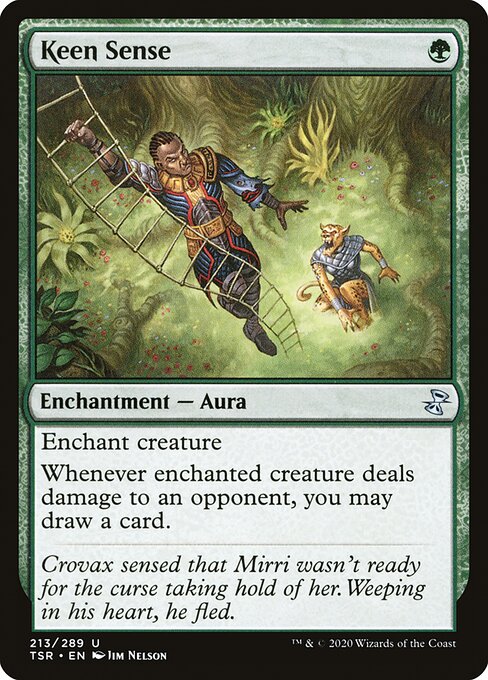 Keen Sense
Enchantment — Aura
Enchant creature
Whenever enchanted creature deals
damage to an opponent, you may
draw a card.
Crovax sensed that Mirri wasn't ready
for the curse taking hold of her. Weeping
in his heart, he fled.
213/289 U
TSR • EN Jim Nelson
™ & © 2020 Wizards of the Coast